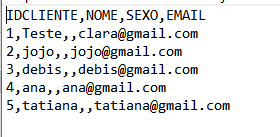 IDCLIENTE,NOME,SEXO,EMAIL
1,Teste,,clara@gmail.com
2,jojo,,jojo@gmail.com
3,debis,,debis@gmail.com
4,ana,,ana@gmail.com
5,tatiana,,tatiana@gmail.com